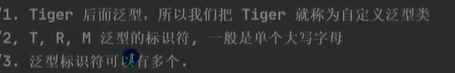 /1. Tiger 后面泛型，所以我们把 Tiger 就称为自定义泛型类
/2, T, R, M 泛型的标识符, 一般是单个大写字母
/3. 泛型标识符可以有多个.